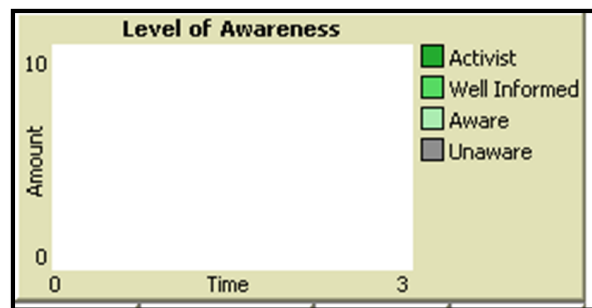 Level of Awareness
10
Amount
0
0
Time
3
Activist
Well Informed
Aware
Unaware